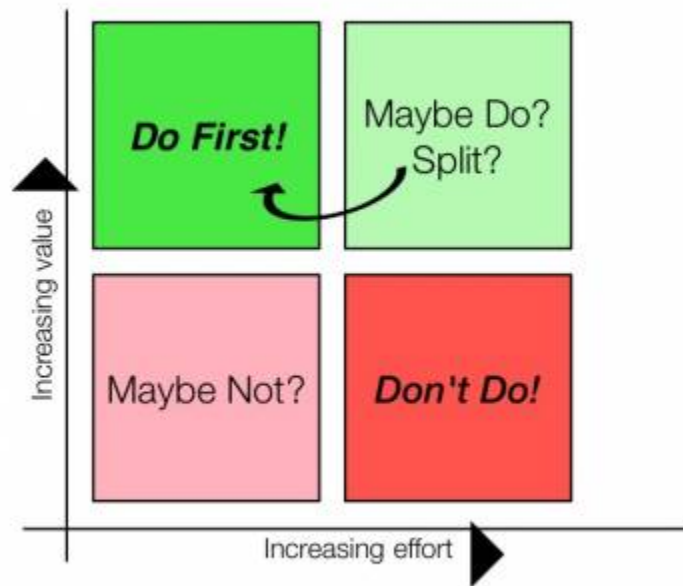 Do First!
Maybe Do?
Split?
Increasing value
Maybe Not?
Don't Do!
Increasing effort